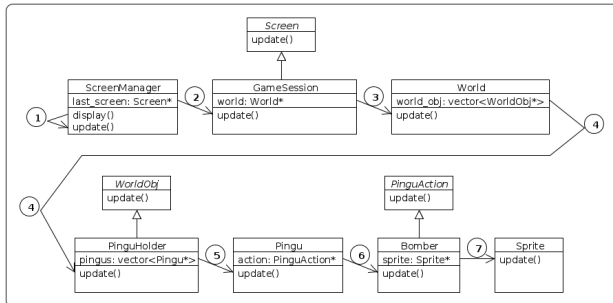 Screen
update()
ScreenManager
last_screen: Screen*
display()
update()
1
2
GameSession
world: World*
update()
3
World
world_obj: vector<WorldObj*>
update()
4
4
WorldObj
update()
PinguAction
update()
PinguHolder
pingus: vector<Pingu*>
update()
5
Pingu
action: PinguAction*
update()
6
Bomber
sprite: Sprite*
update()
7
Sprite
update()